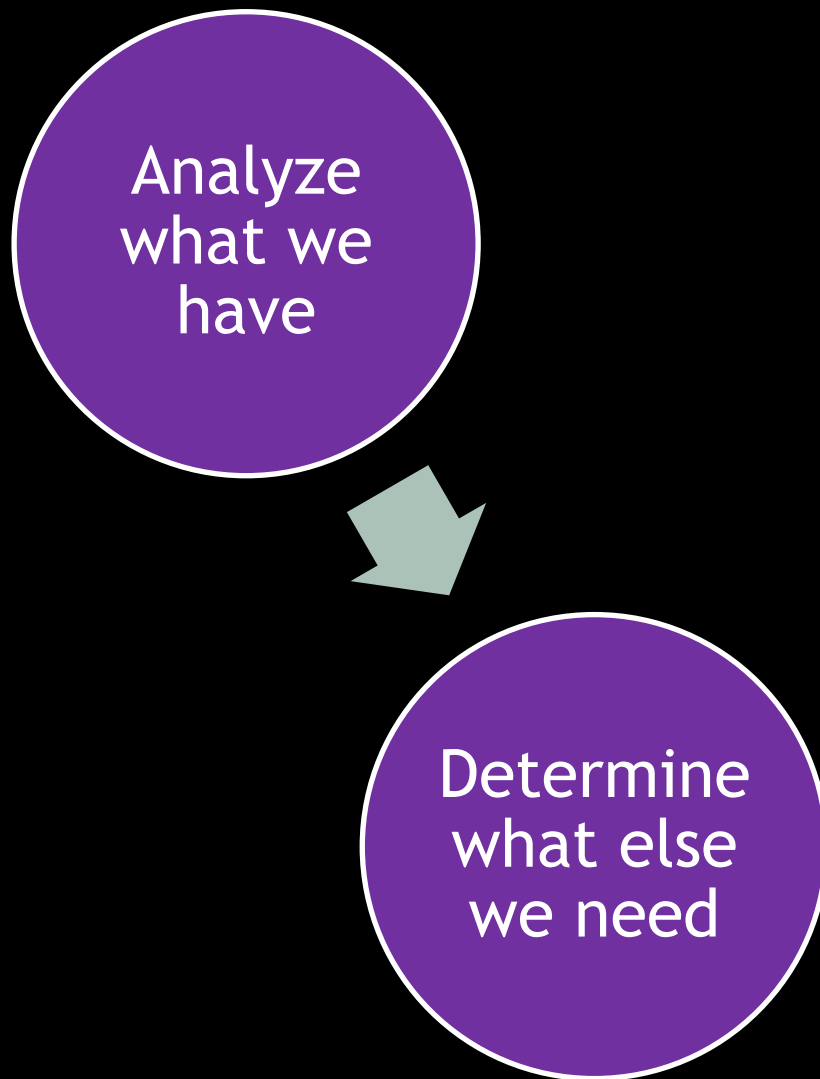 Analyze
what we
have
Determine
what else
we need